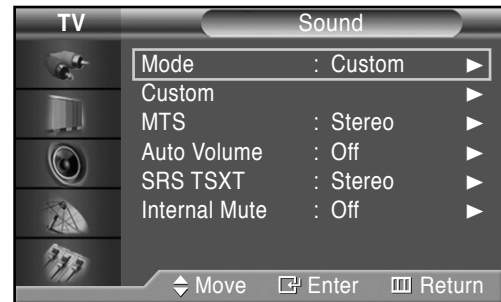 TV Sound
Mode : Custom
Custom
MTS : Stereo
Auto Volume : Off
SRS TSXT : Stereo
Internal Mute : Off
Move Enter Return